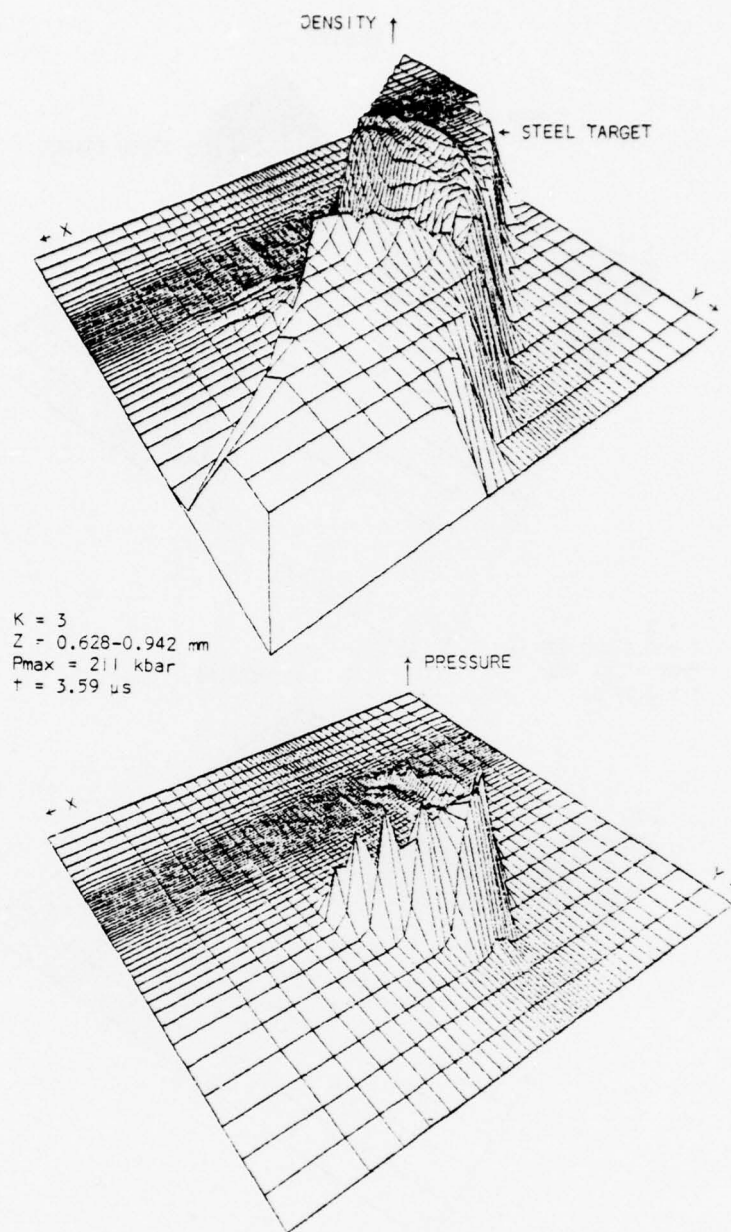 DENSITY ↑
← STEEL TARGET
← X
Y →
K = 3
Z = 0.628-0.942 mm
Pmax = 211 kbar
t = 3.59 µs
↑ PRESSURE
← X
Y